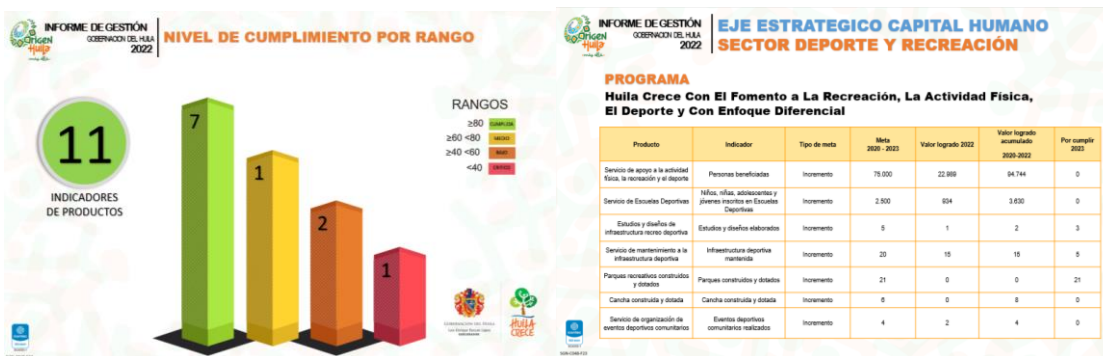 Origen
Huila
INFORME DE GESTIÓN
GOBERNACION DEL HUILA
2022
NIVEL DE CUMPLIMIENTO POR RANGO
11
INDICADORES
DE PRODUCTOS
7
1
2
1
RANGOS
≥80 CUMPLIDA
≥60 <80 MEDIO
≥40 <60 BAJO
<40 CRITICO
GOBERNACIÓN DEL HUILA
HUILA
CRECE
Origen
Huila
INFORME DE GESTIÓN
GOBERNACION DEL HUILA
2022
EJE ESTRATEGICO CAPITAL HUMANO
SECTOR DEPORTE Y RECREACIÓN
PROGRAMA
Huila Crece Con El Fomento a La Recreación, La Actividad Física,
El Deporte y Con Enfoque Diferencial
Producto Indicador Tipo de meta Meta 2020 - 2023 Valor logrado 2022 Valor logrado acumulado 2020-2022 Por cumplir 2023
Servicio de apoyo a la actividad física, la recreación y el deporte Personas beneficiadas Incremento 75.000 22.989 94.744 0
Servicio de Escuelas Deportivas Niños, niñas, adolescentes y jóvenes inscritos en Escuelas Deportivas Incremento 2.500 934 3.630 0
Estudios y diseños de infraestructura recreo deportiva Estudios y diseños elaborados Incremento 5 1 2 3
Servicio de mantenimiento a la infraestructura deportiva Infraestructura deportiva mantenida Incremento 20 15 15 5
Parques recreativos construidos y dotados Parques construidos y dotados Incremento 21 0 0 21
Cancha construida y dotada Cancha construida y dotada Incremento 6 0 8 0
Servicio de organización de eventos deportivos comunitarios Eventos deportivos comunitarios realizados Incremento 4 2 4 0